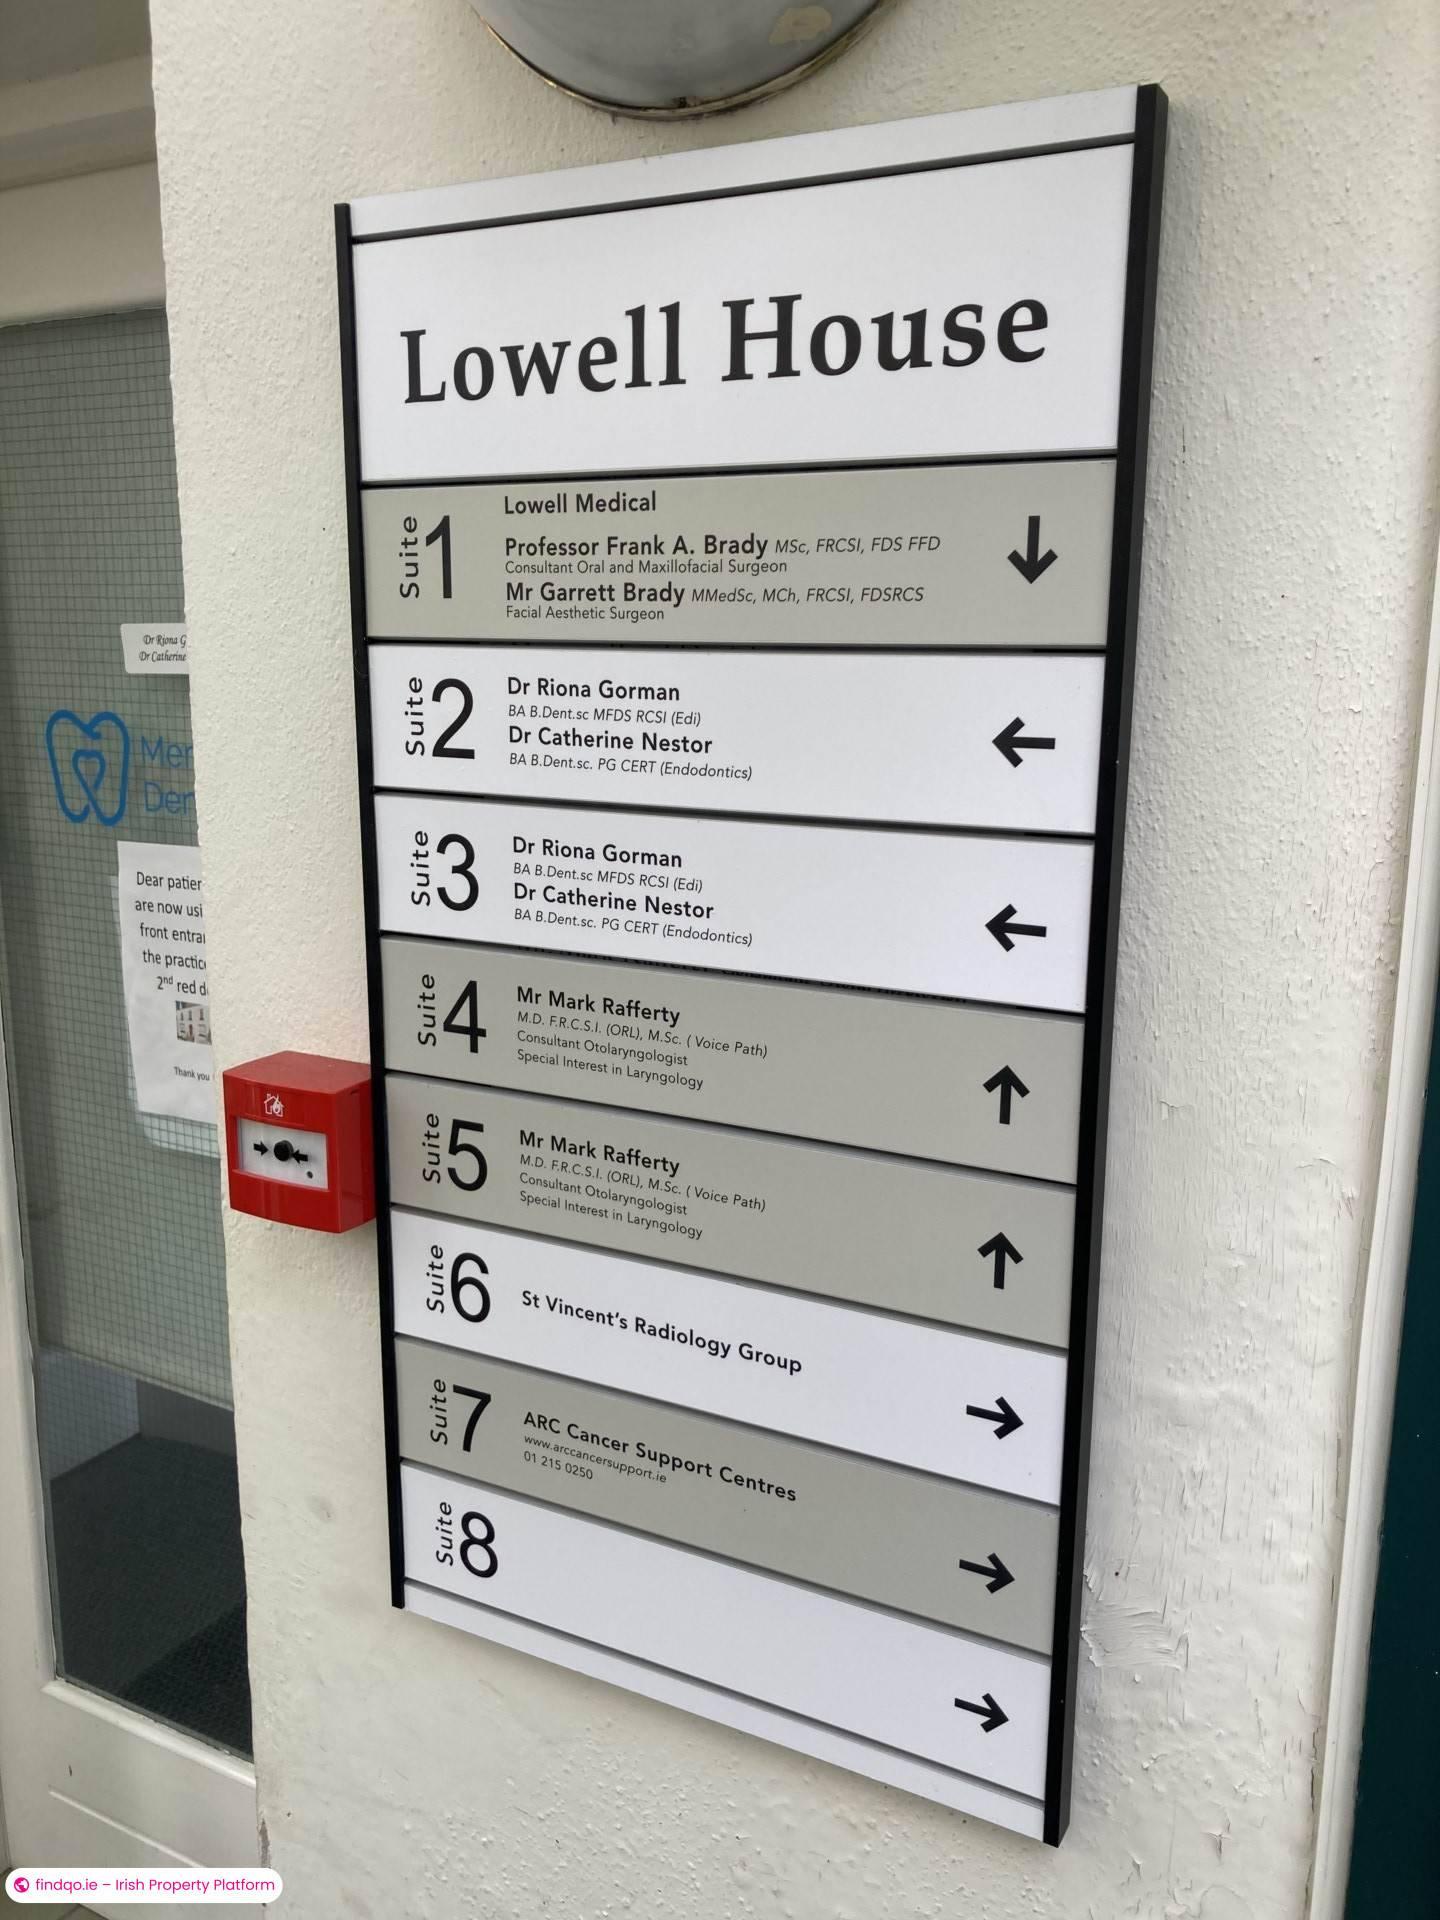 Lowell House
Suite 1
Lowell Medical
Professor Frank A. Brady MSc, FRCSI, FDS FFD
Consultant Oral and Maxillofacial Surgeon
Mr Garrett Brady MMedSc, MCh, FRCSI, FDSRCS
Facial Aesthetic Surgeon
Suite 2
Dr Riona Gorman
BA B.Dent.sc MFDS RCSI (Edi)
Dr Catherine Nestor
BA B.Dent.sc. PG CERT (Endodontics)
Suite 3
Dr Riona Gorman
BA B.Dent.sc MFDS RCSI (Edi)
Dr Catherine Nestor
BA B.Dent.sc. PG CERT (Endodontics)
Suite 4
Mr Mark Rafferty
M.D. F.R.C.S.I. (ORL), M.Sc. ( Voice Path)
Consultant Otolaryngologist
Special Interest in Laryngology
Suite 5
Mr Mark Rafferty
M.D. F.R.C.S.I. (ORL), M.Sc. ( Voice Path)
Consultant Otolaryngologist
Special Interest in Laryngology
Suite 6
St Vincent's Radiology Group
Suite 7
ARC Cancer Support Centres
www.arccancersupport.ie
01 215 0250
Suite 8
Dr Riona G
Dr Catherine
Mer
Den
Dear patien
are now usi
front entra
the practic
2nd red d
Thank you
findqo.ie – Irish Property Platform